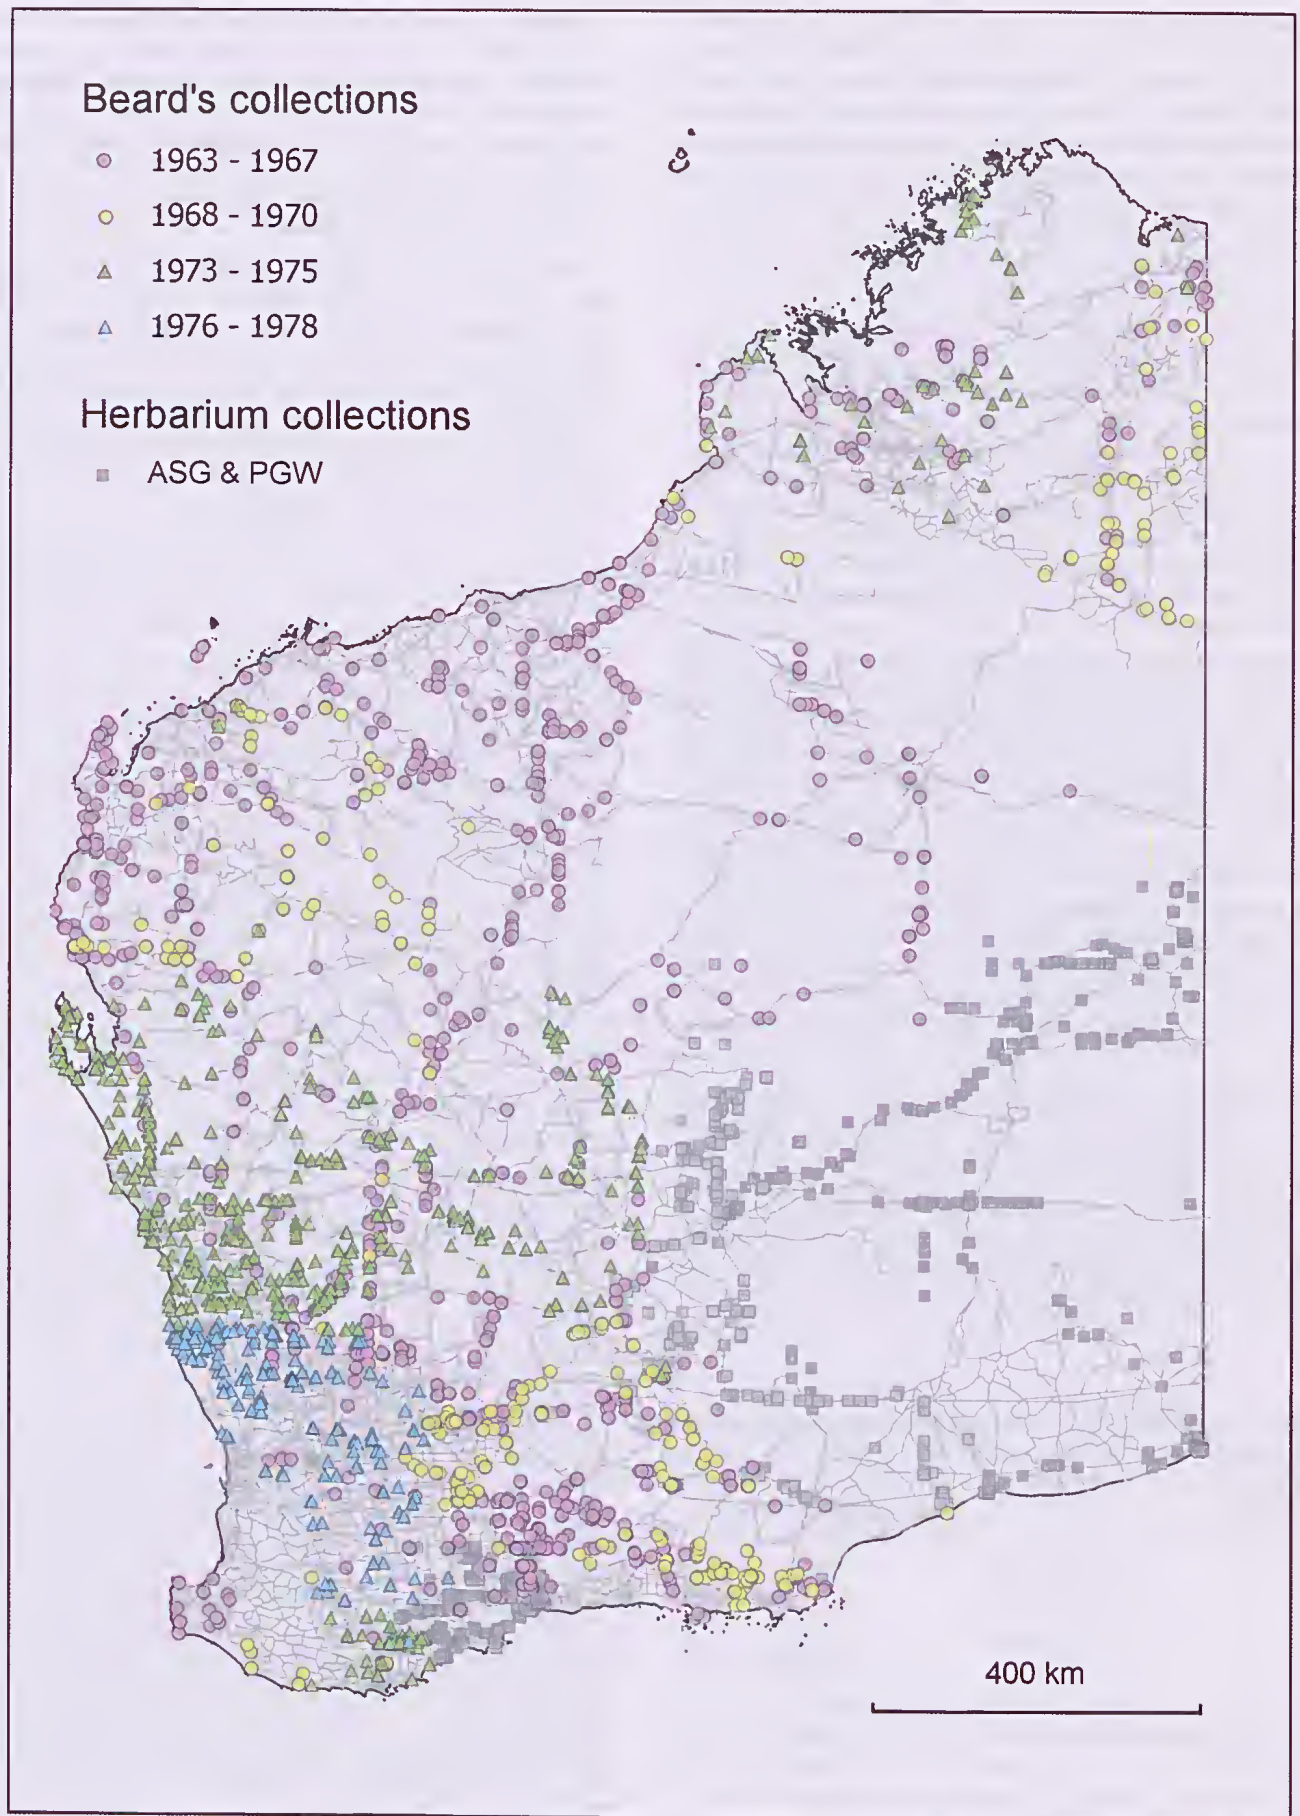 Beard's collections
1963 - 1967
1968 - 1970
1973 - 1975
1976 - 1978
Herbarium collections
ASG & PGW
400 km